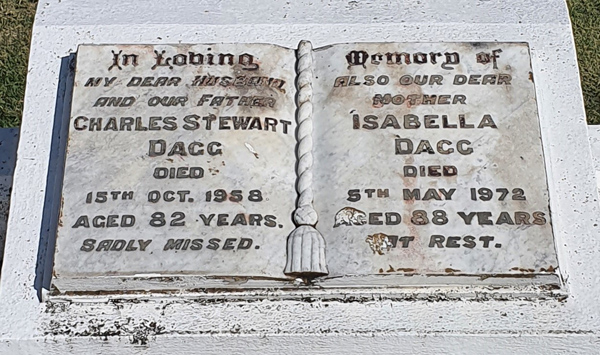 In Loving
MY DEAR HUSBAND
AND OUR FATHER
CHARLES STEWART
DAGG
DIED
15TH OCT. 1958
AGED 82 YEARS.
SADLY MISSED.
Memory of
ALSO OUR DEAR
MOTHER
ISABELLA
DAGG
DIED
5TH MAY 1972
AGED 88 YEARS
AT REST.